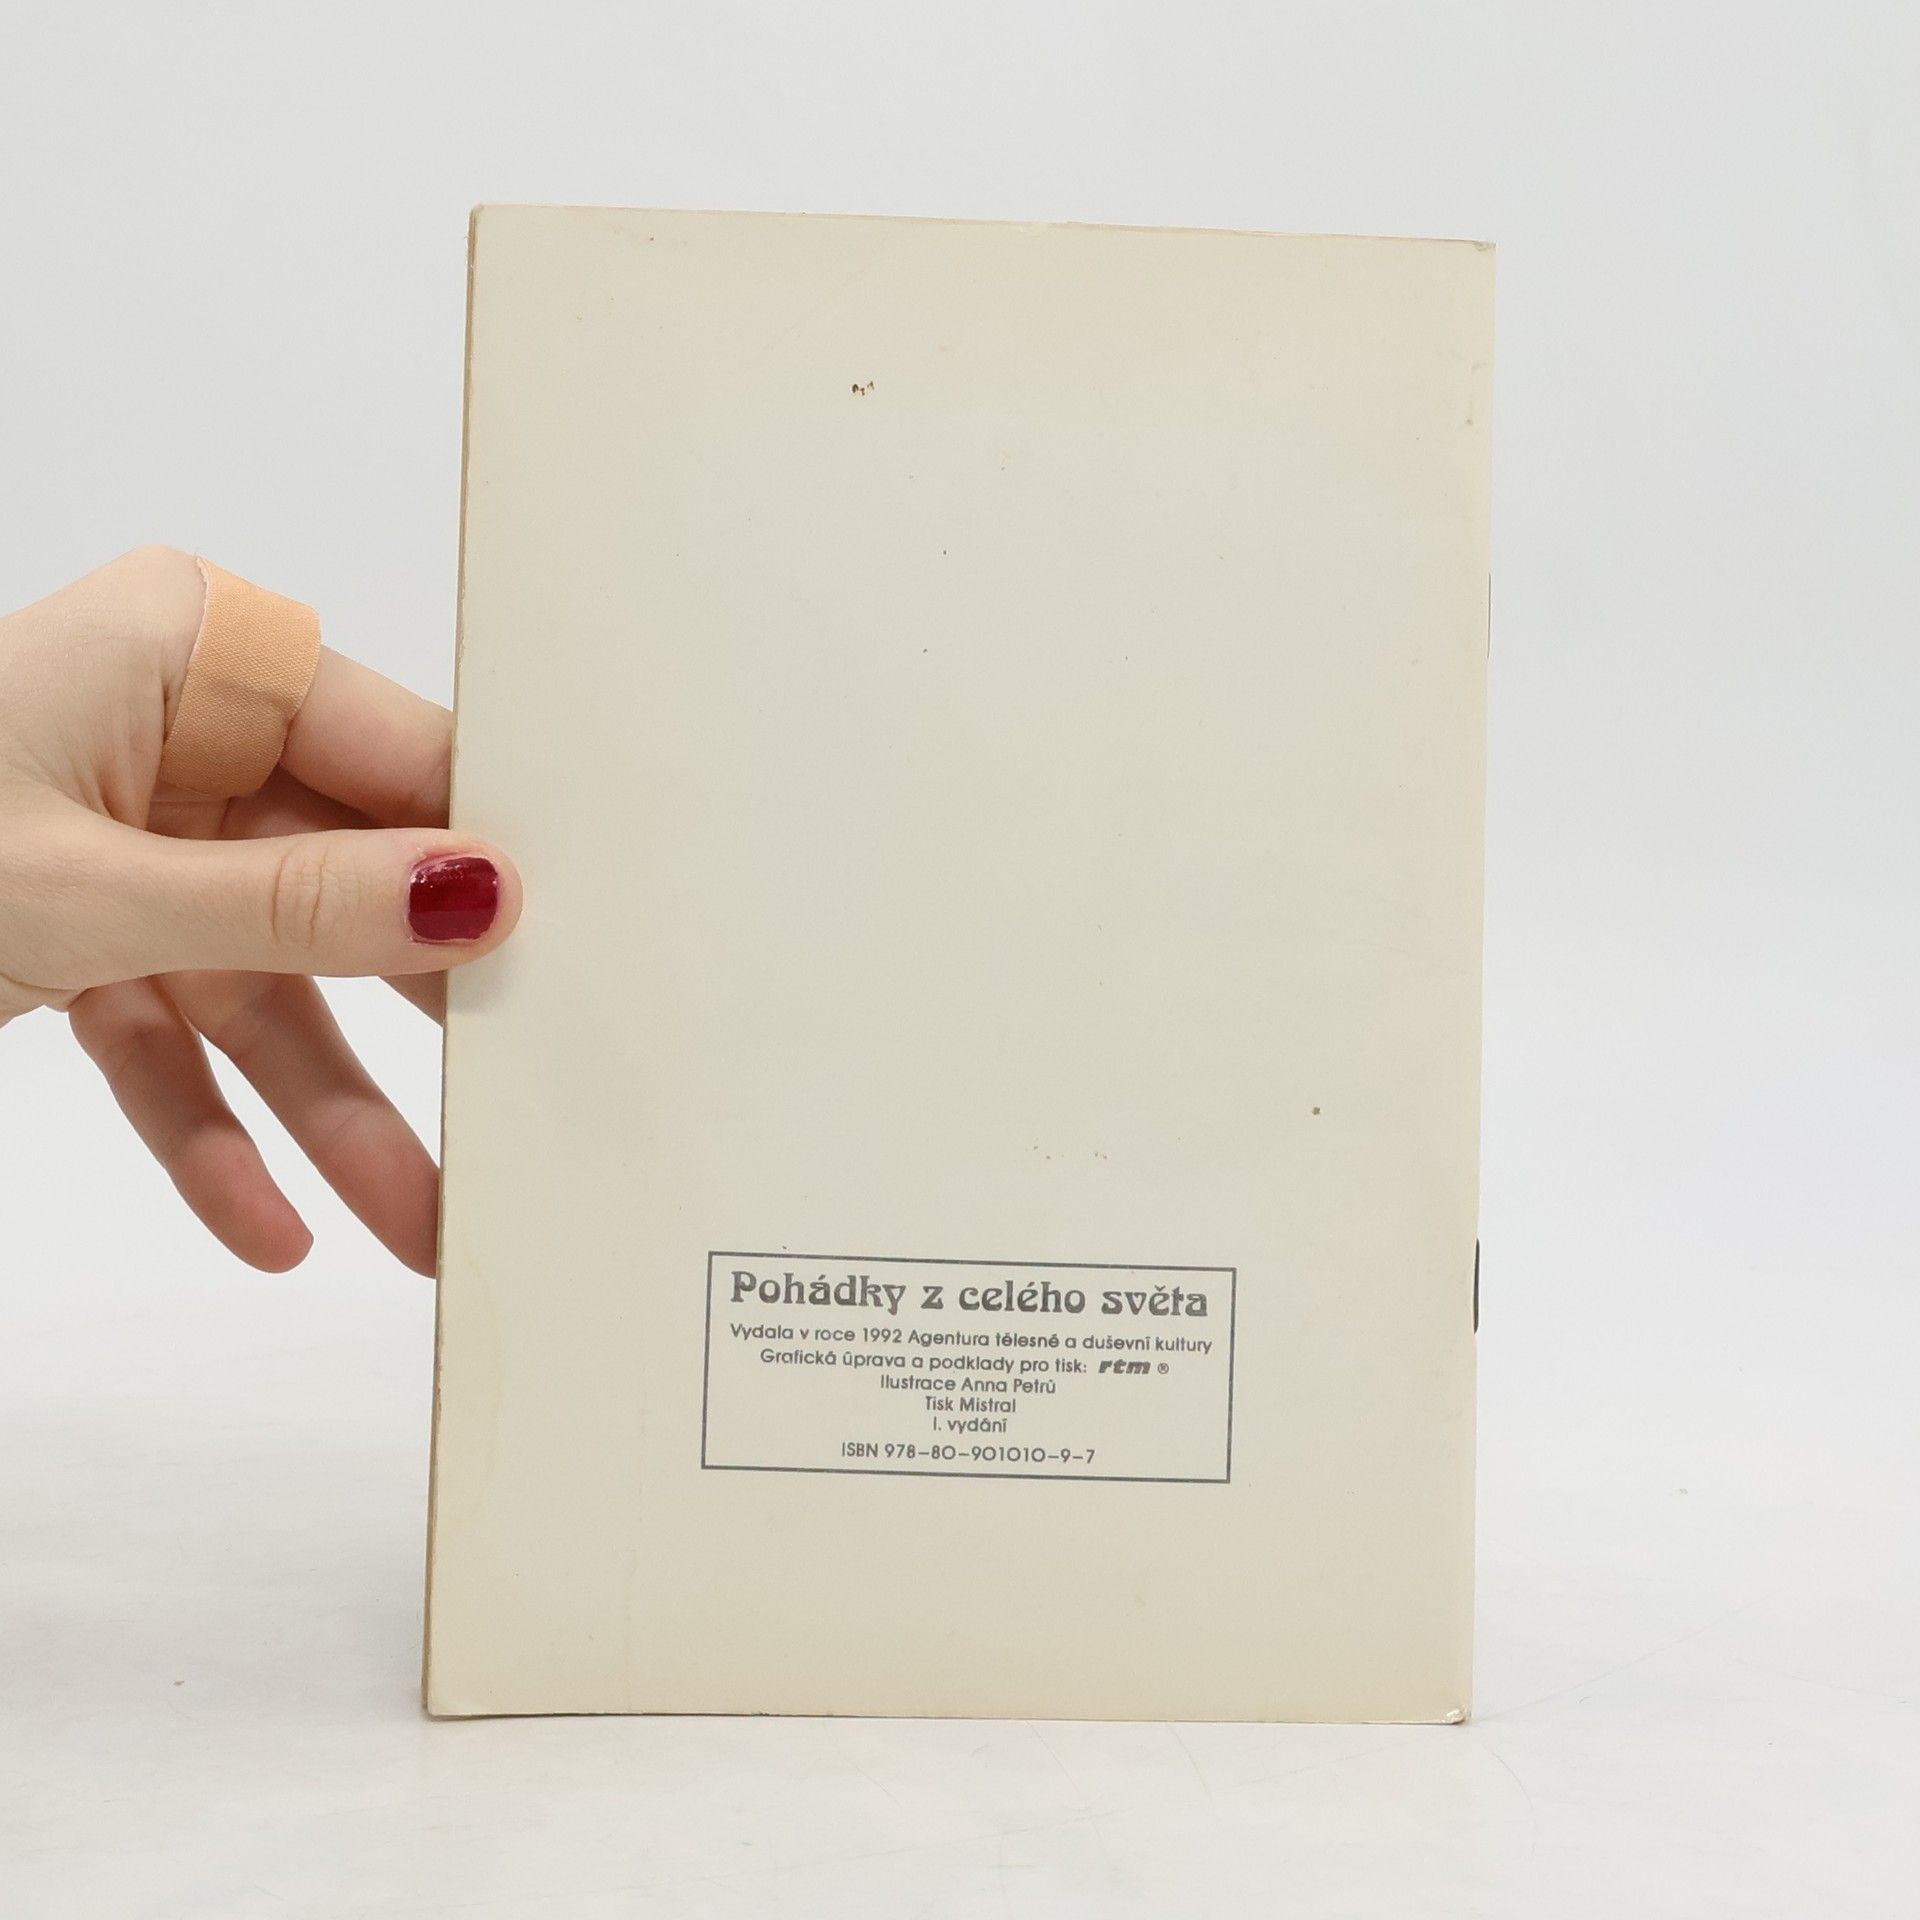 Pohádky z celého světa
Vydala v roce 1992 Agentura tělesné a duševní kultury
Grafická úprava a podklady pro tisk: rtm ®
Ilustrace Anna Petrů
Tisk Mistral
I. vydání
ISBN 978–80–901010–9–7